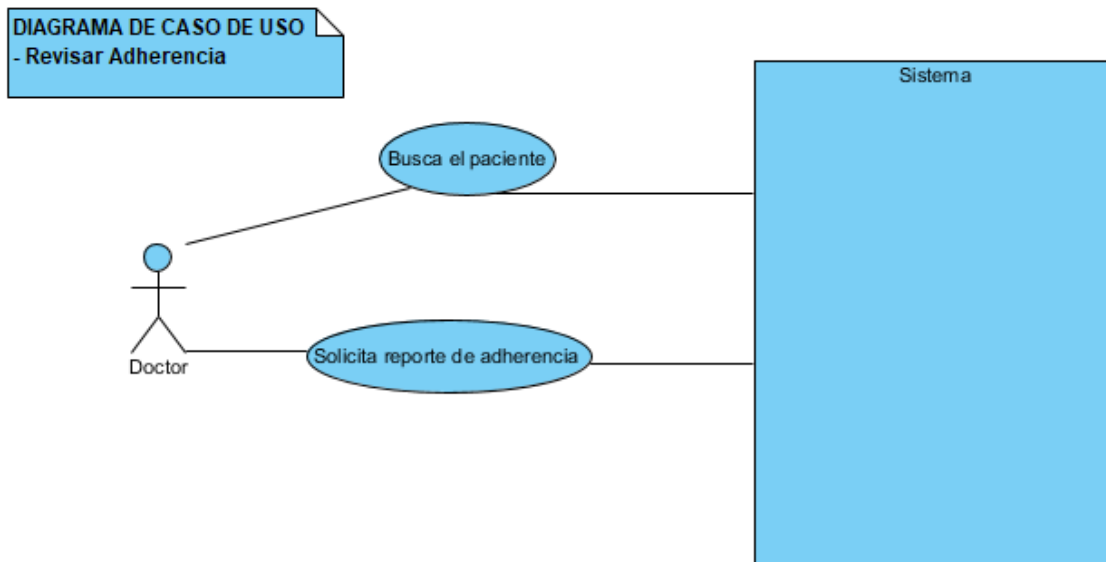 DIAGRAMA DE CASO DE USO
- Revisar Adherencia
Sistema
Busca el paciente
Solicita reporte de adherencia
Doctor